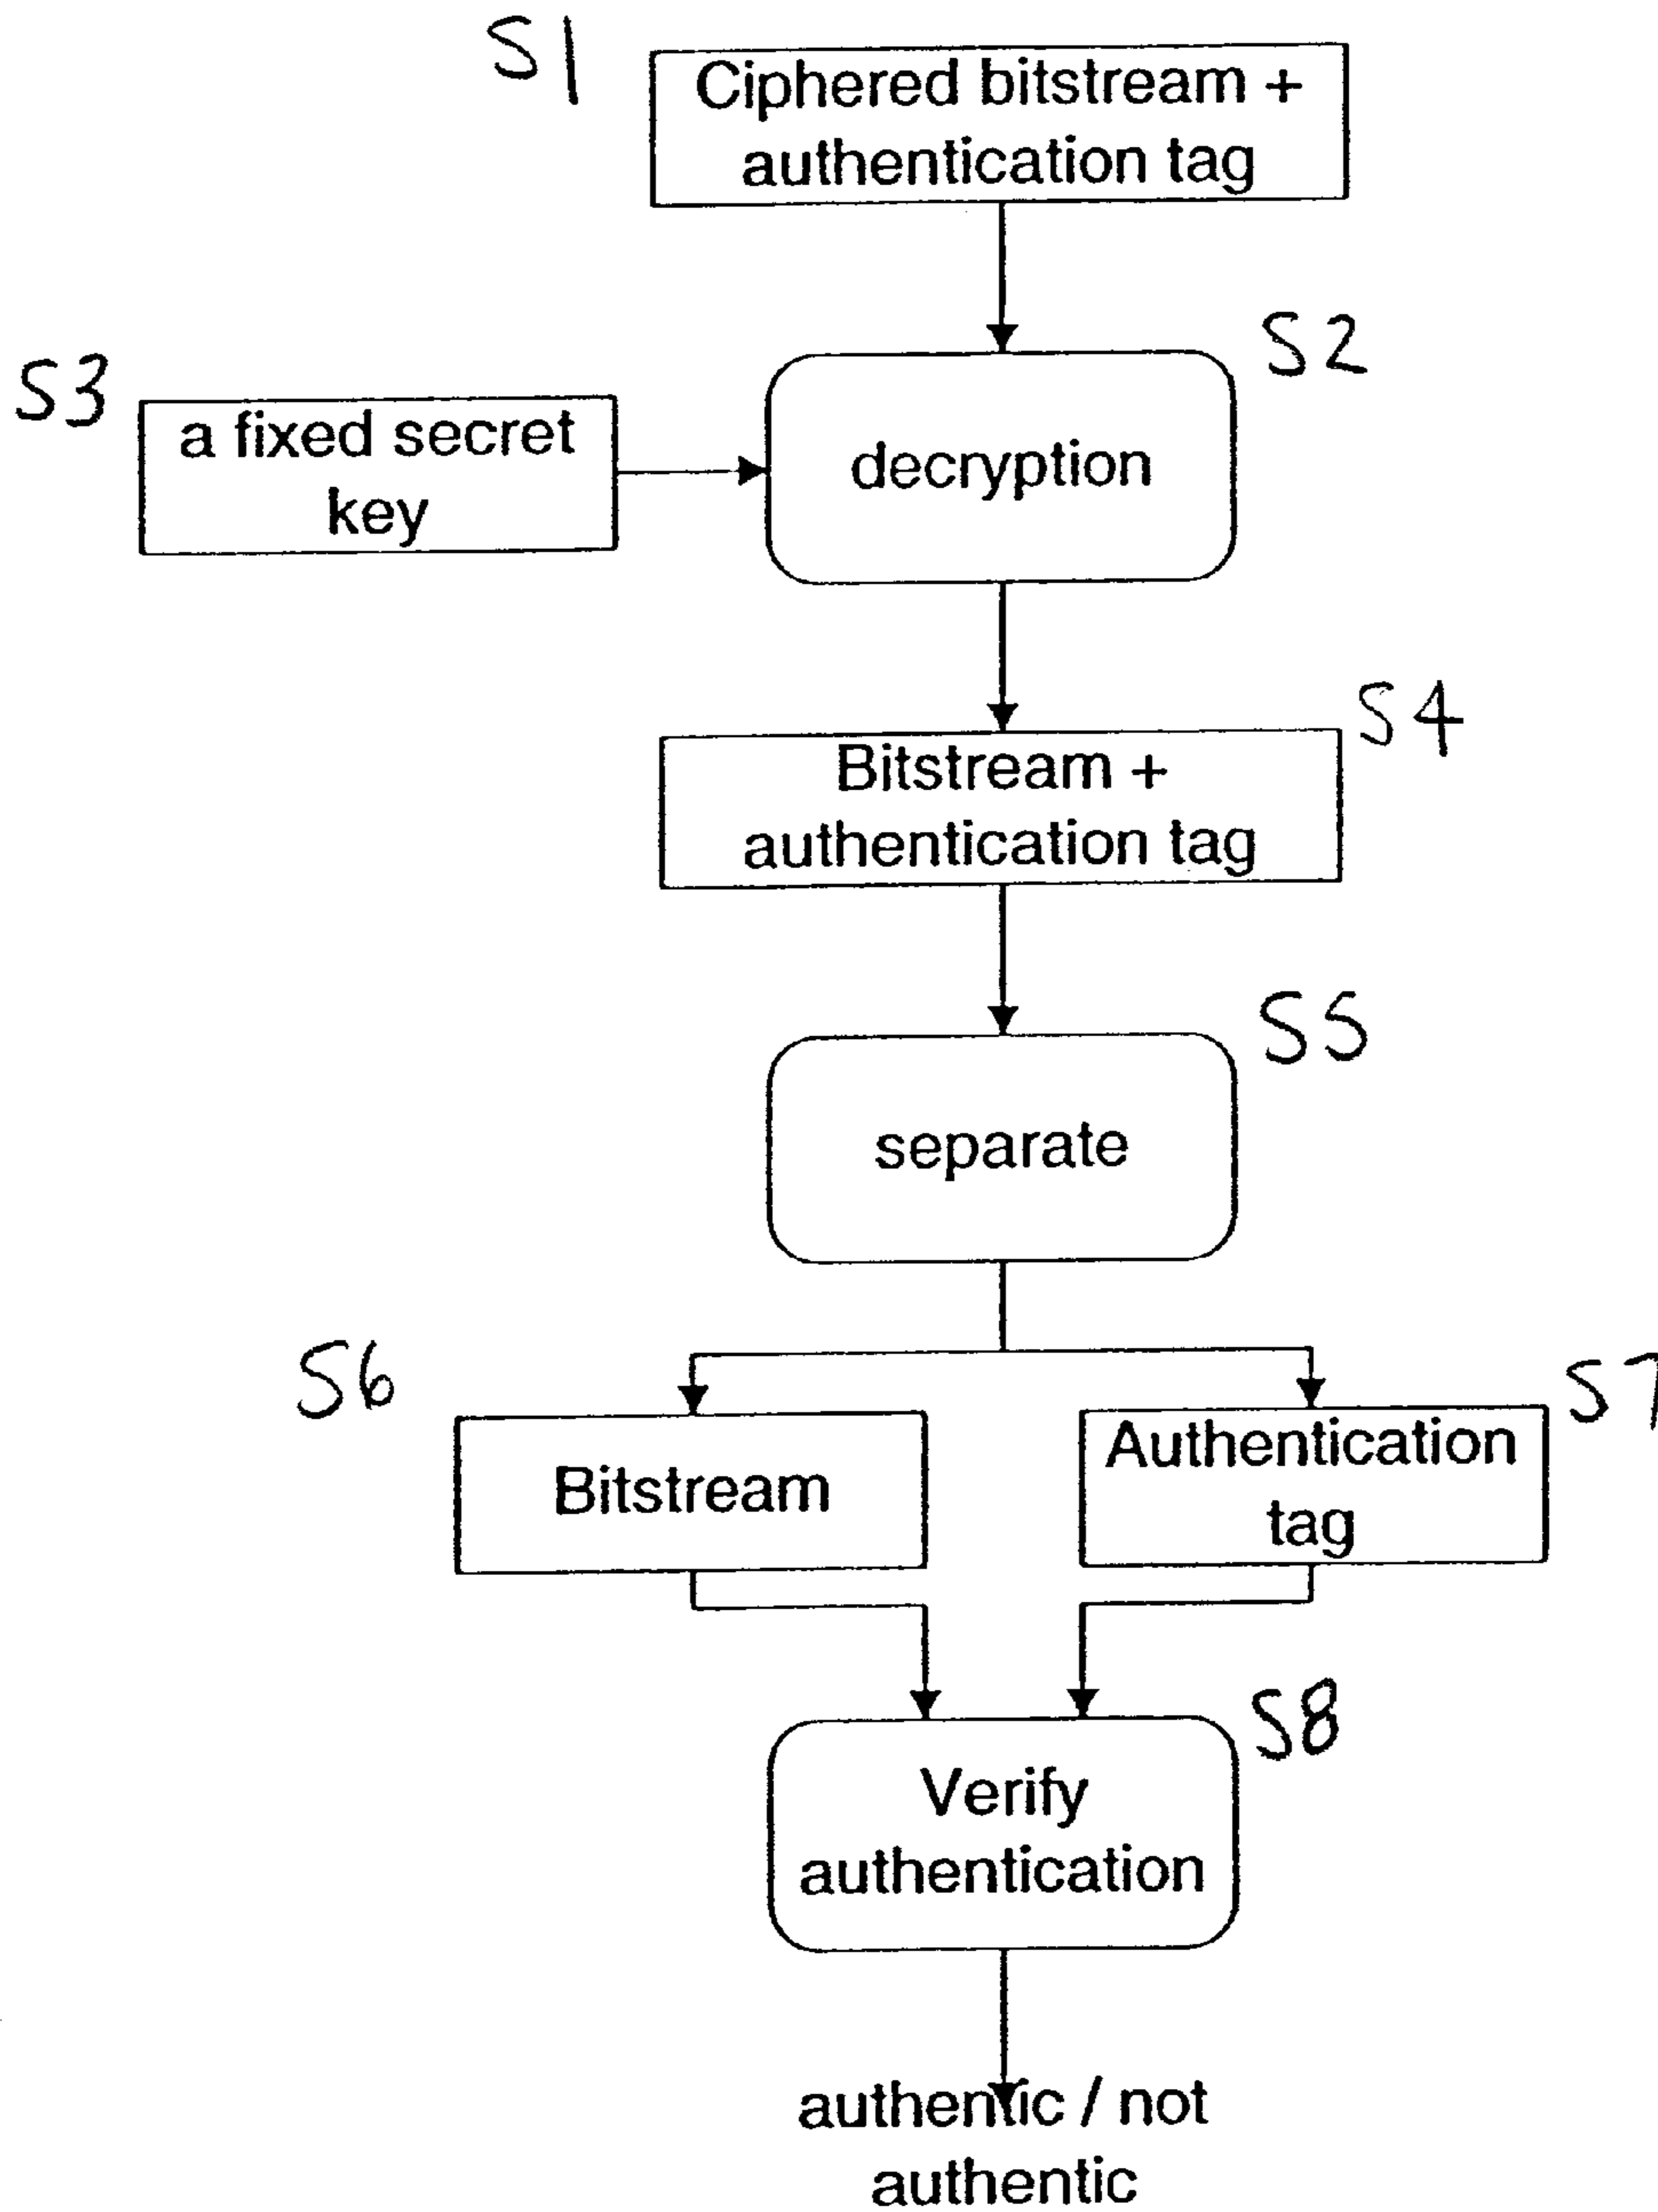 S1
Ciphered bitstream +
authentication tag
S2
S3
a fixed secret
key
decryption
S4
Bitstream +
authentication tag
S5
separate
S6
S7
Bitstream
Authentication
tag
S8
Verify
authentication
authentic / not
authentic